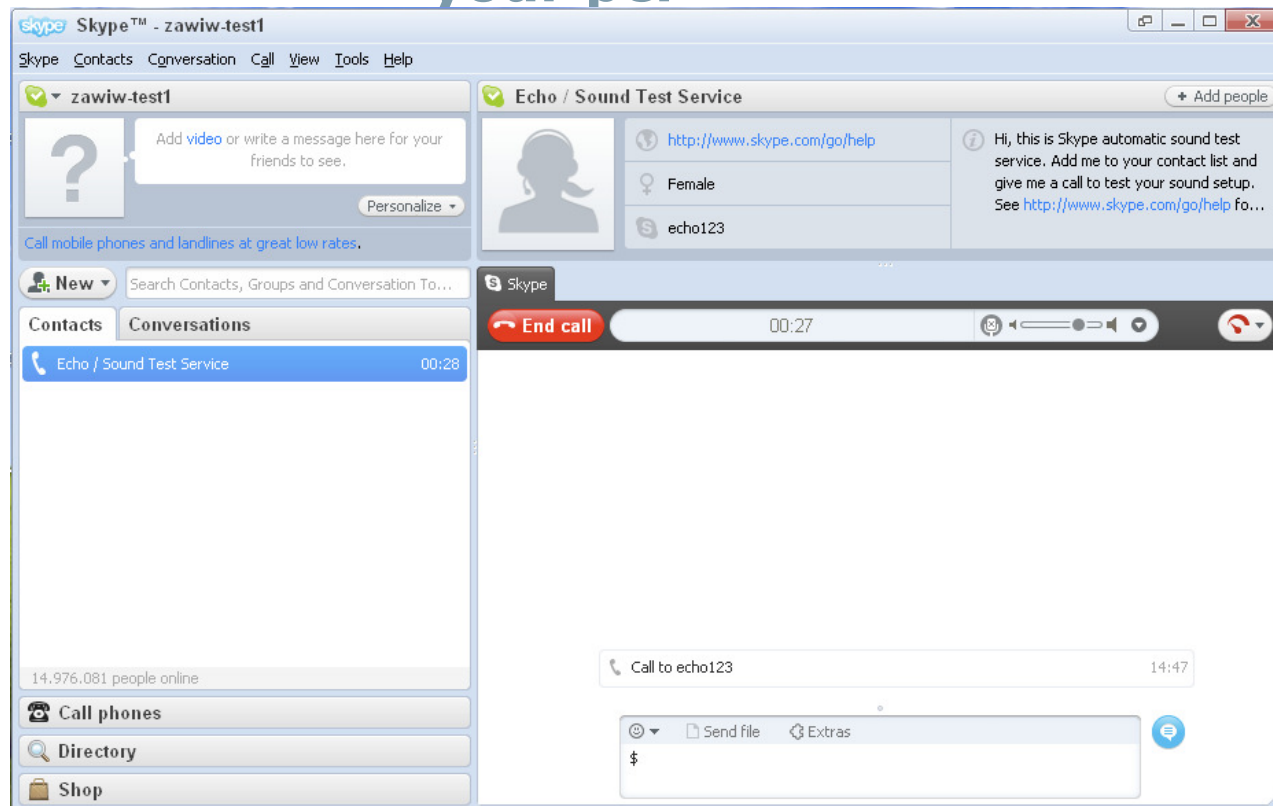 your per
skype Skype™ - zawiw-test1
Skype Contacts Conversation Call View Tools Help
zawiw-test1
Add video or write a message here for your
friends to see.
Personalize
Call mobile phones and landlines at great low rates.
New Search Contacts, Groups and Conversation To...
Contacts Conversations
Echo / Sound Test Service 00:28
14.976.081 people online
Call phones
Directory
Shop
Echo / Sound Test Service + Add people
http://www.skype.com/go/help
Female
echo123
Hi, this is Skype automatic sound test
service. Add me to your contact list and
give me a call to test your sound setup.
See http://www.skype.com/go/help fo...
Skype
End call 00:27
Call to echo123 14:47
Send file Extras
$